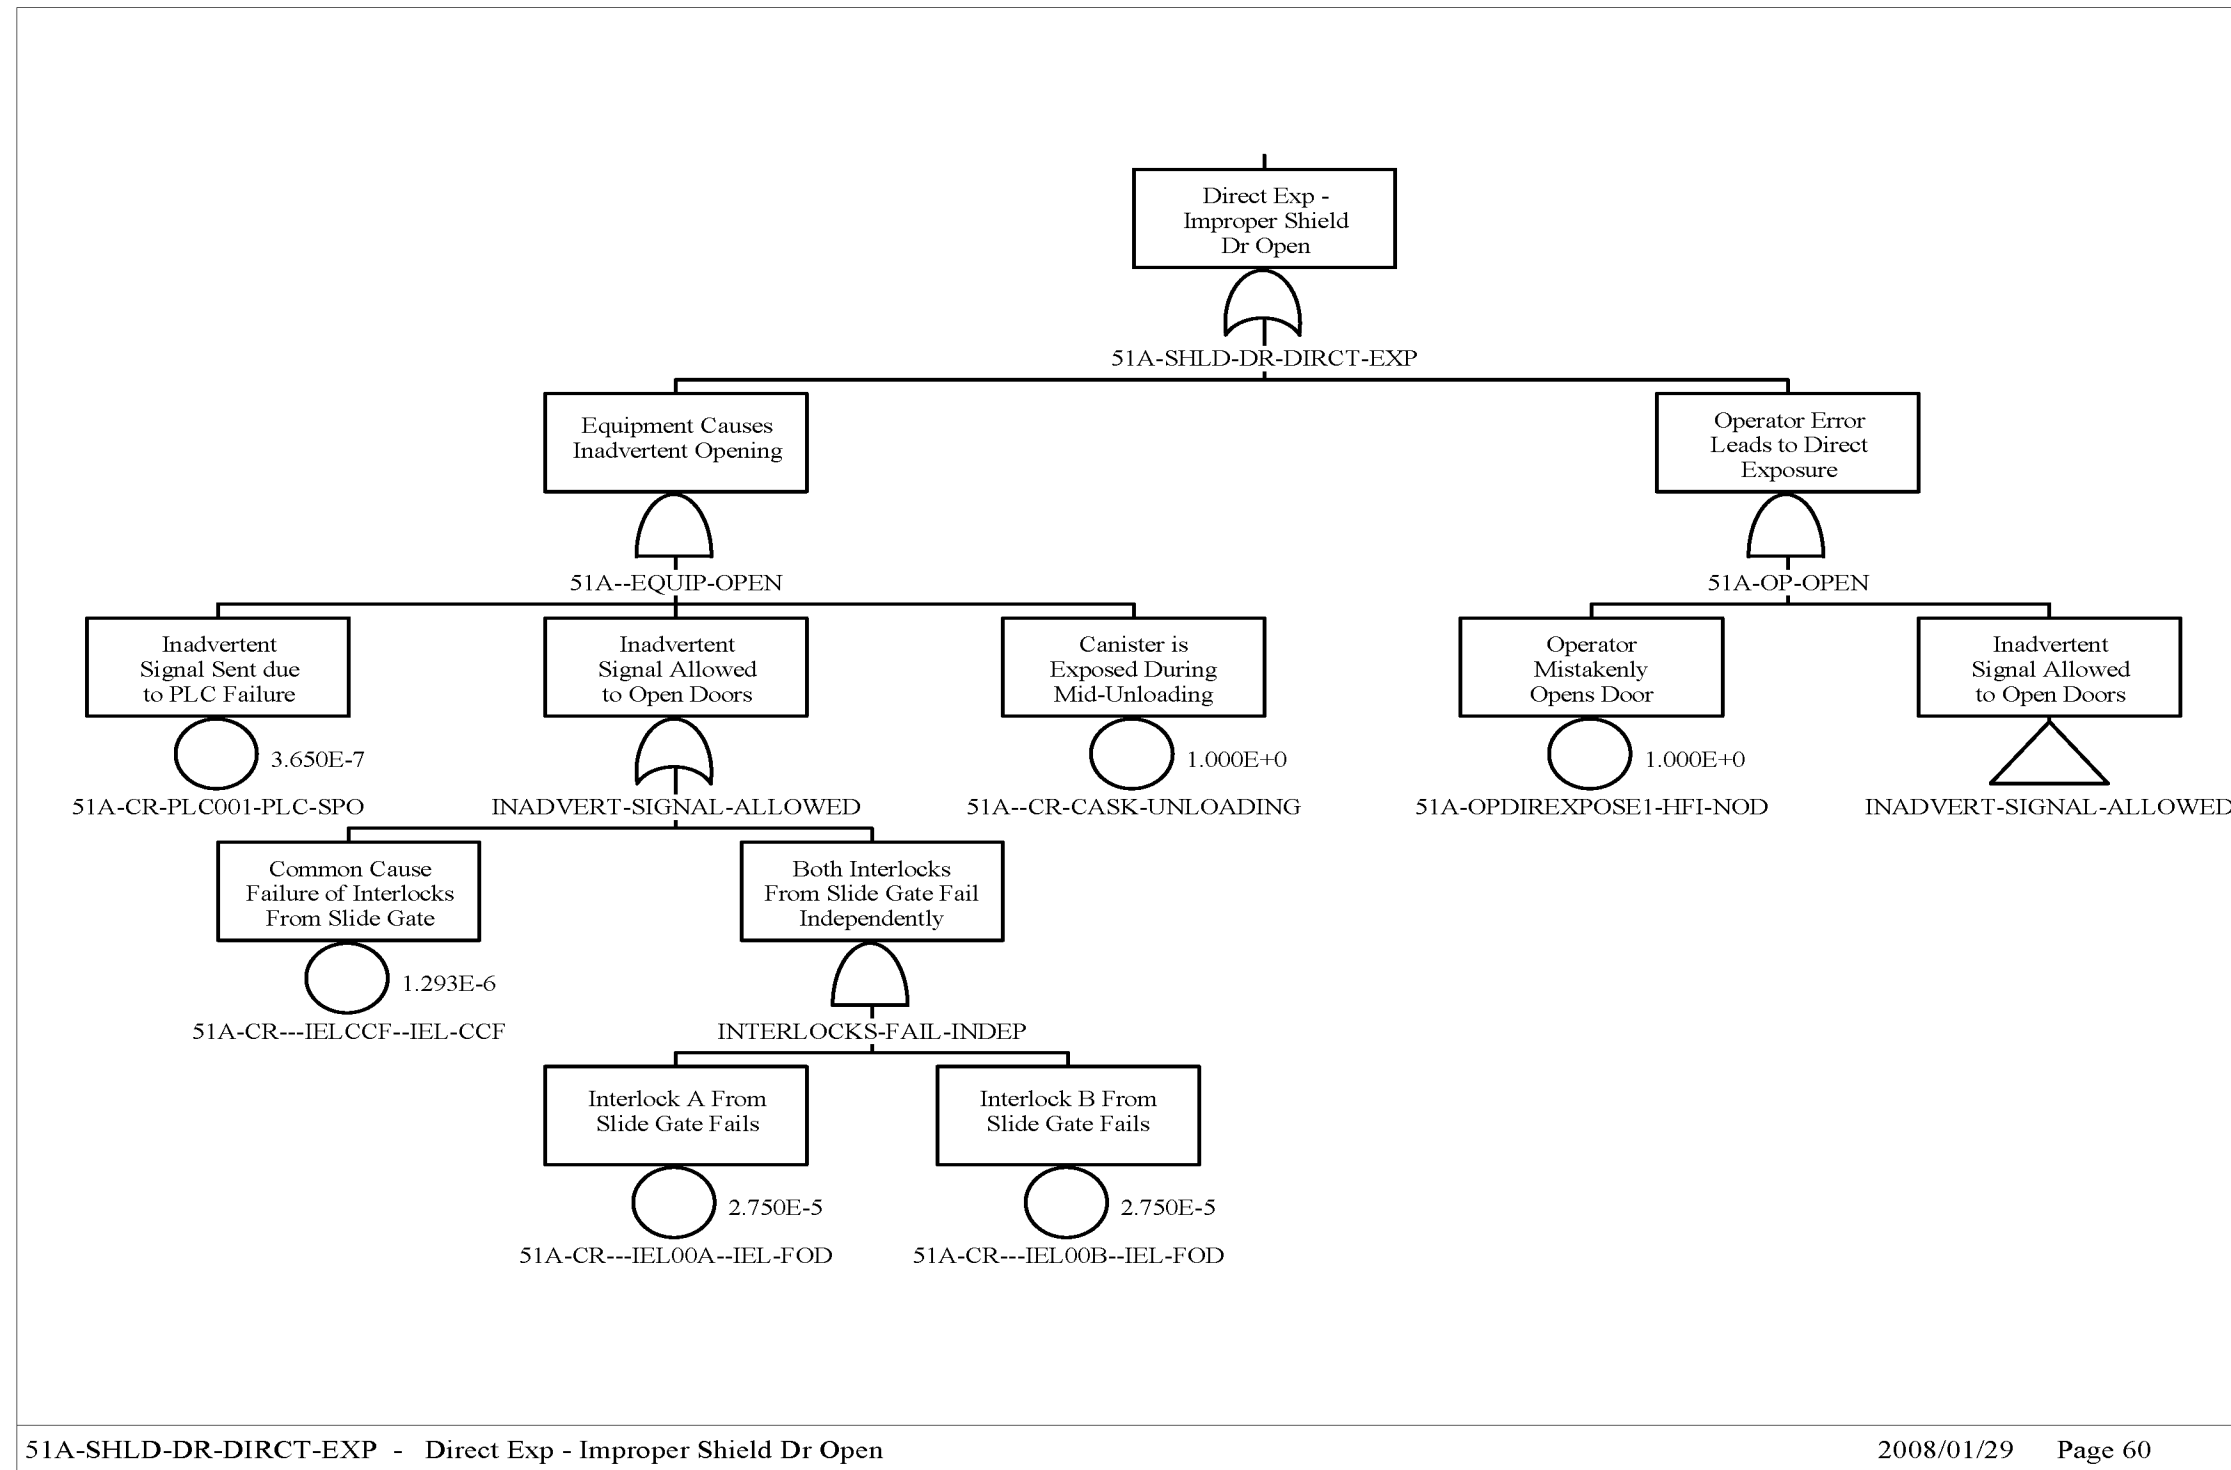 Direct Exp -
Improper Shield
Dr Open
51A-SHLD-DR-DIRCT-EXP
Equipment Causes
Inadvertent Opening
51A--EQUIP-OPEN
Operator Error
Leads to Direct
Exposure
51A-OP-OPEN
Inadvertent
Signal Sent due
to PLC Failure
3.650E-7
51A-CR-PLC001-PLC-SPO
Inadvertent
Signal Allowed
to Open Doors
INADVERT-SIGNAL-ALLOWED
Canister is
Exposed During
Mid-Unloading
1.000E+0
51A--CR-CASK-UNLOADING
Operator
Mistakenly
Opens Door
1.000E+0
51A-OPDIREXPOSE1-HFI-NOD
Inadvertent
Signal Allowed
to Open Doors
INADVERT-SIGNAL-ALLOWED
Common Cause
Failure of Interlocks
From Slide Gate
1.293E-6
51A-CR---IELCCF--IEL-CCF
Both Interlocks
From Slide Gate Fail
Independently
INTERLOCKS-FAIL-INDEP
Interlock A From
Slide Gate Fails
2.750E-5
51A-CR---IEL00A--IEL-FOD
Interlock B From
Slide Gate Fails
2.750E-5
51A-CR---IEL00B--IEL-FOD
51A-SHLD-DR-DIRCT-EXP - Direct Exp - Improper Shield Dr Open
2008/01/29 Page 60